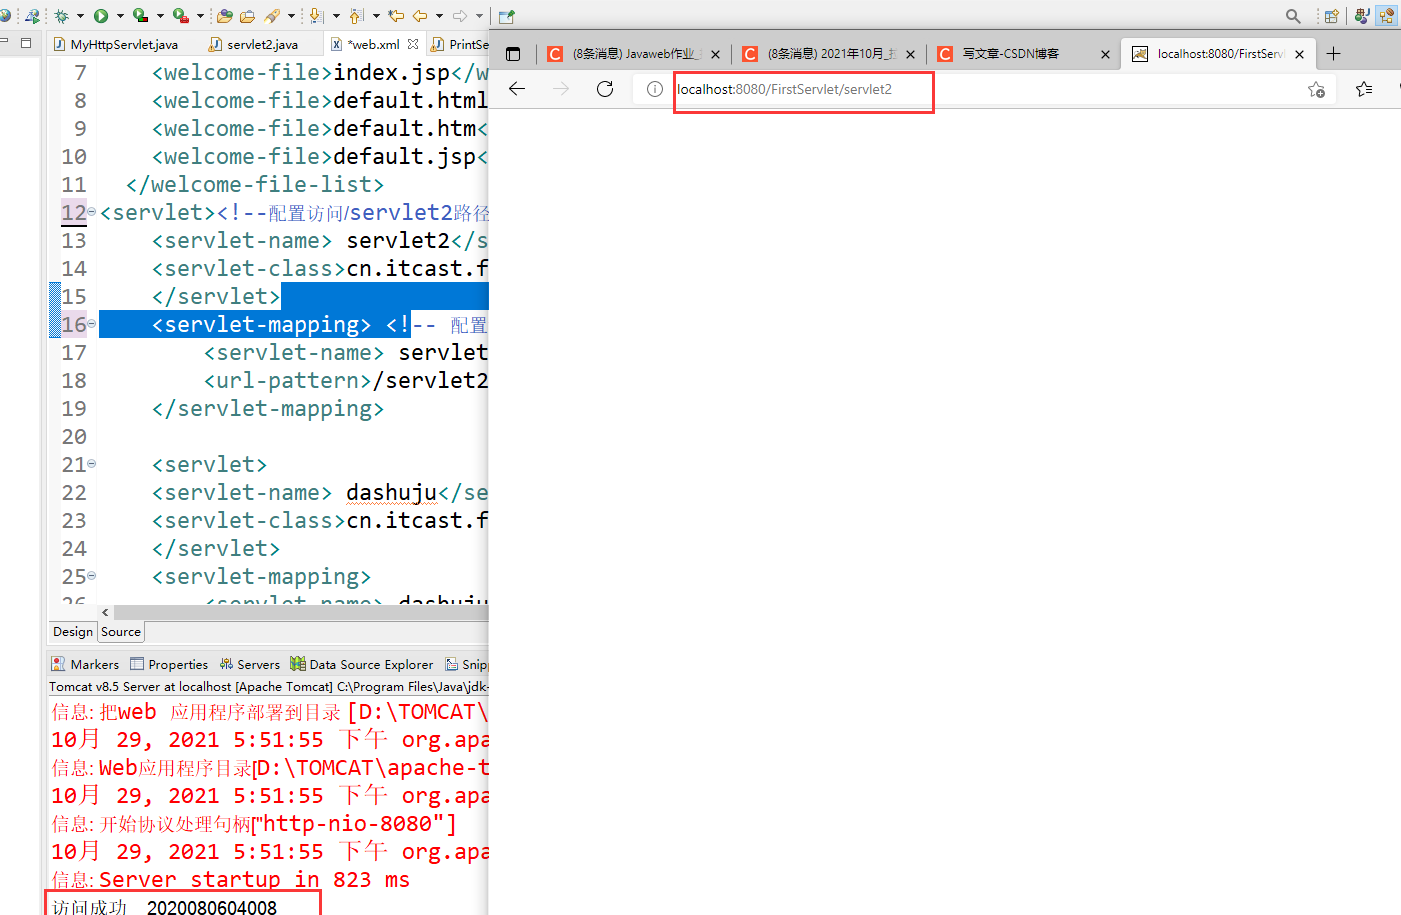 MyHttpServlet.java
servlet2.java
*web.xml
PrintSe
7 <welcome-file>index.jsp</w
8 <welcome-file>default.html
9 <welcome-file>default.htm<
10 <welcome-file>default.jsp<
11 </welcome-file-list>
12 <servlet><!--配置访问/servlet2路径
13 <servlet-name> servlet2</s
14 <servlet-class>cn.itcast.f
15 </servlet>
16 <servlet-mapping> <!-- 配置
17 <servlet-name> servlet
18 <url-pattern>/servlet2
19 </servlet-mapping>
20
21 <servlet>
22 <servlet-name> dashuju</se
23 <servlet-class>cn.itcast.f
24 </servlet>
25 <servlet-mapping>
26 <servlet-name> dashuju
Design Source
Markers Properties Servers Data Source Explorer Snipp
Tomcat v8.5 Server at localhost [Apache Tomcat] C:\Program Files\Java\jdk-
信息: 把web 应用程序部署到目录 [D:\TOMCAT\
10月 29, 2021 5:51:55 下午 org.apa
信息: Web应用程序目录[D:\TOMCAT\apache-t
10月 29, 2021 5:51:55 下午 org.apa
信息: 开始协议处理句柄["http-nio-8080"]
10月 29, 2021 5:51:55 下午 org.apa
信息: Server startup in 823 ms
访问成功 2020080604008
(8条消息) Javaweb作业_
(8条消息) 2021年10月_
写文章-CSDN博客
localhost:8080/FirstServl
localhost:8080/FirstServlet/servlet2